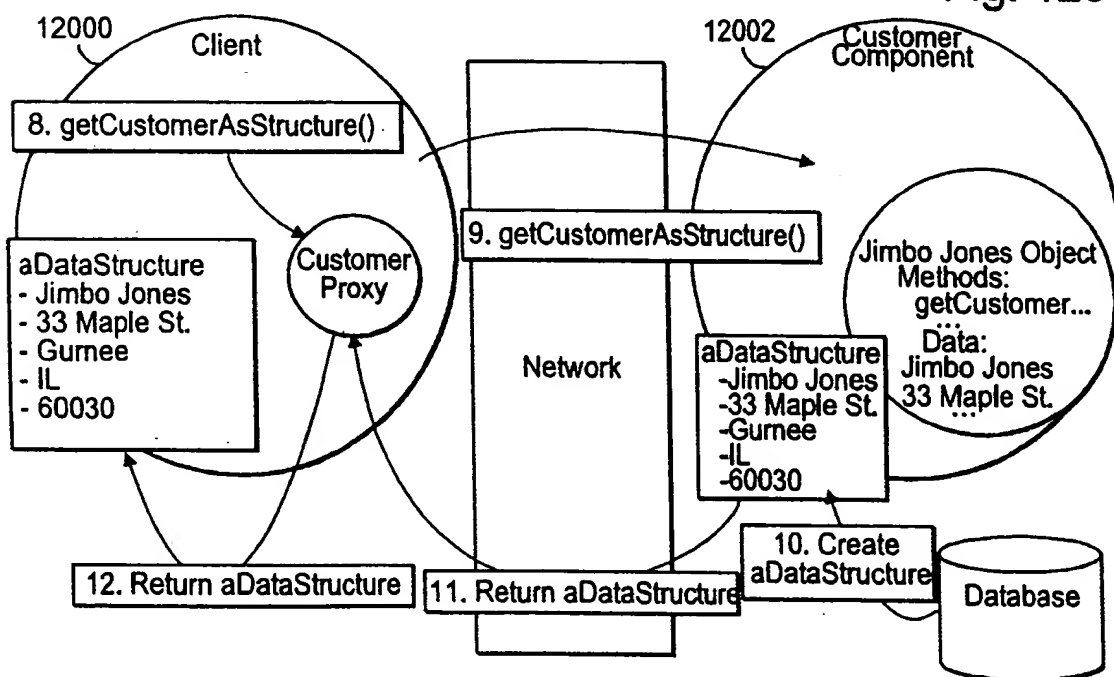 12000
Client
12002
Customer
Component
8. getCustomerAsStructure()
9. getCustomerAsStructure()
Customer
Proxy
aDataStructure
- Jimbo Jones
- 33 Maple St.
- Gurnee
- IL
- 60030
Network
Jimbo Jones Object
Methods:
getCustomer...
...
Data:
Jimbo Jones
33 Maple St.
...
aDataStructure
-Jimbo Jones
-33 Maple St.
-Gurnee
-IL
-60030
10. Create
aDataStructure
12. Return aDataStructure
11. Return aDataStructure
Database